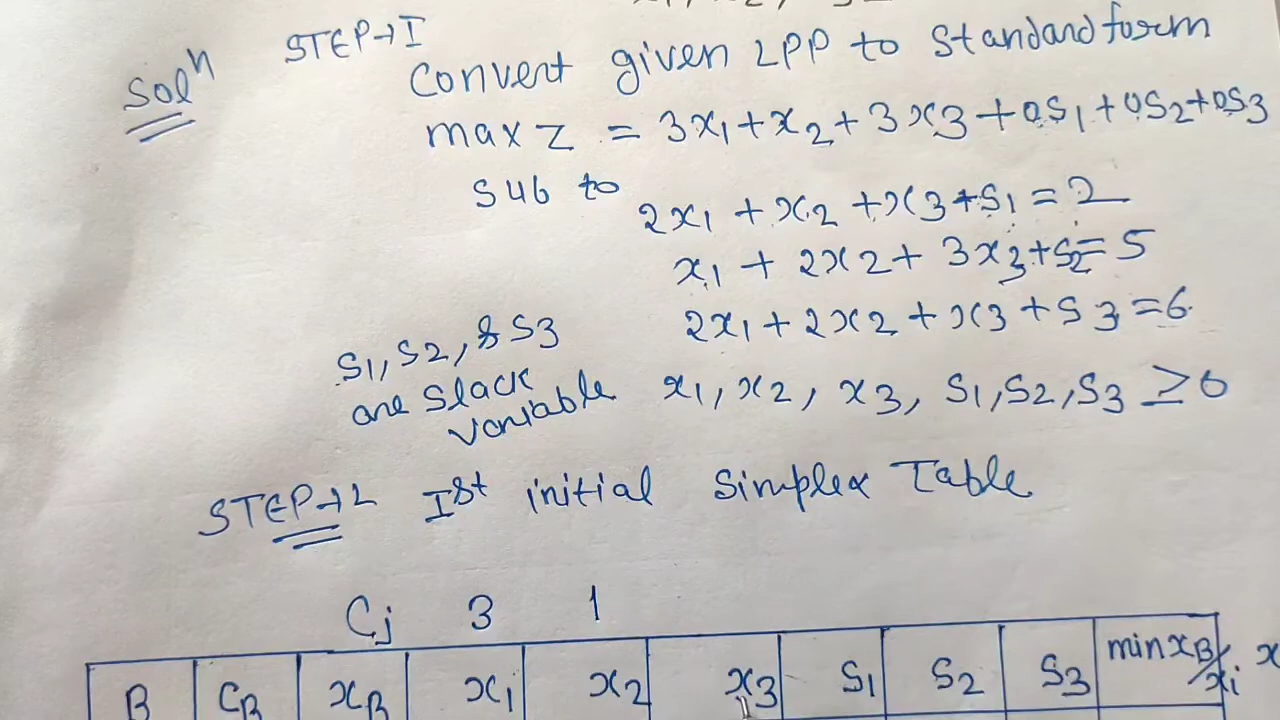 Solⁿ STEP→I
Convert given LPP to Standard form
max Z = 3x₁+x₂+3x₃+0S₁+0S₂+0S₃
Sub to
2x₁ + x₂ + x₃ + S₁ = 2
x₁ + 2x₂ + 3x₃ + S₂ = 5
2x₁ + 2x₂ + x₃ + S₃ = 6
S₁, S₂, & S₃
are Slack
variable
x₁, x₂, x₃, S₁, S₂, S₃ ≥ 0
STEP→2 Ist initial Simplex Table
Cj 3 1
B CB xB x₁ x₂ x₃ S₁ S₂ S₃ min xB/xi x